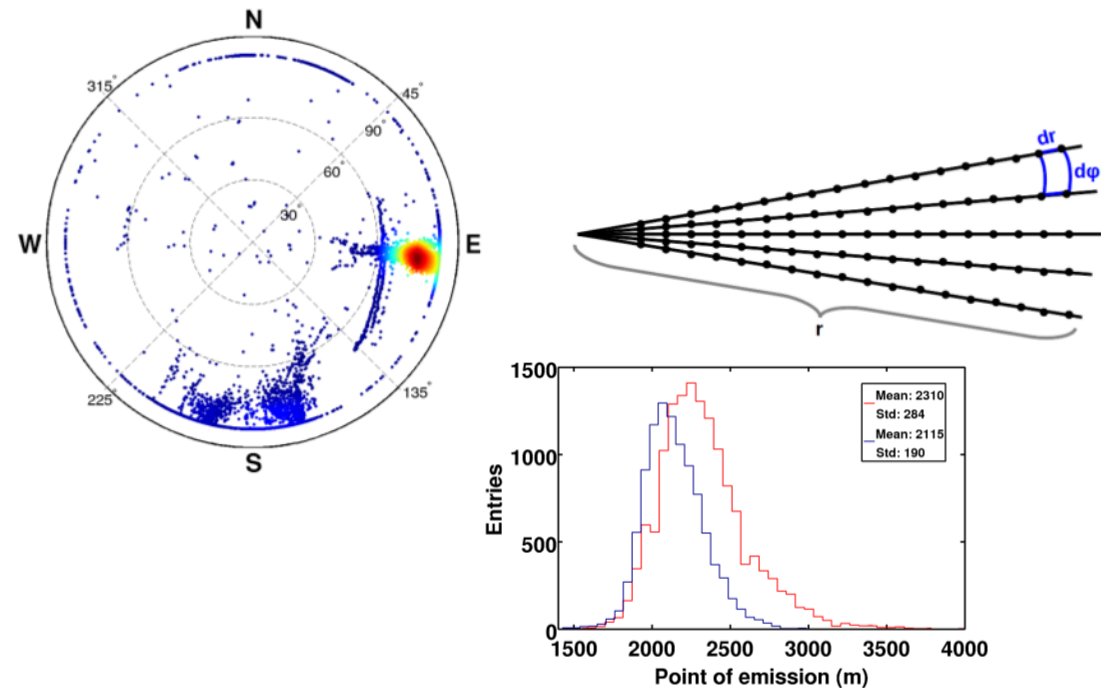 N
315°
45°
90°
60°
30°
W
E
225°
135°
S
dr
dφ
r
1500
1000
500
0
Entries
Mean: 2310
Std: 284
Mean: 2115
Std: 190
1500 2000 2500 3000 3500 4000
Point of emission (m)